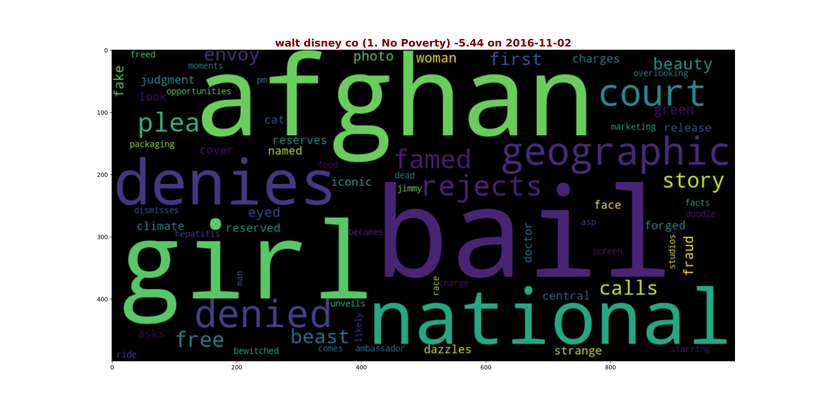 walt disney co (1. No Poverty) -5.44 on 2016-11-02
0
100
200
300
400
0
200
400
600
800
freed
envoy
photo
woman
first
charges
beauty
moments
overlooking
fake
judgment
pm
afghan
look
opportunities
court
green
plea
cat
marketing
release
packaging
reserves
cover
named
famed
geographic
food
denies
iconic
dead
jimmy
rejects
story
dismisses
eyed
face
facts
doodle
climate
reserved
asp
forged
hepatitis
becomes
bail
doctor
screen
studios
fraud
girl
man
race
charge
calls
central
unveils
denied
national
likely
asks
free
beast
bewitched
comes
ambassador
dazzles
strange
starring
ride